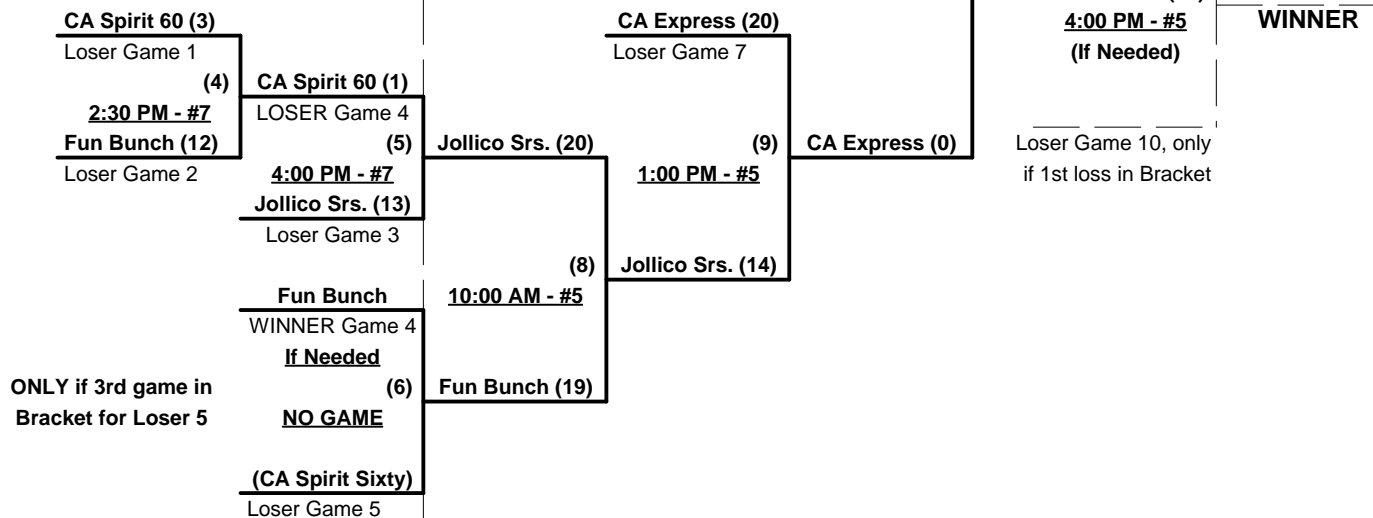 CA Spirit 60 (3)
Loser Game 1
(4)
2:30 PM - #7
Fun Bunch (12)
Loser Game 2
CA Spirit 60 (1)
LOSER Game 4
(5)
4:00 PM - #7
Jollico Srs. (13)
Loser Game 3
Fun Bunch
WINNER Game 4
If Needed
ONLY if 3rd game in
Bracket for Loser 5
(6)
NO GAME
(CA Spirit Sixty)
Loser Game 5
Jollico Srs. (20)
(8)
10:00 AM - #5
Fun Bunch (19)
CA Express (20)
Loser Game 7
(9)
1:00 PM - #5
Jollico Srs. (14)
CA Express (0)
4:00 PM - #5
(If Needed)
Loser Game 10, only
if 1st loss in Bracket
WINNER